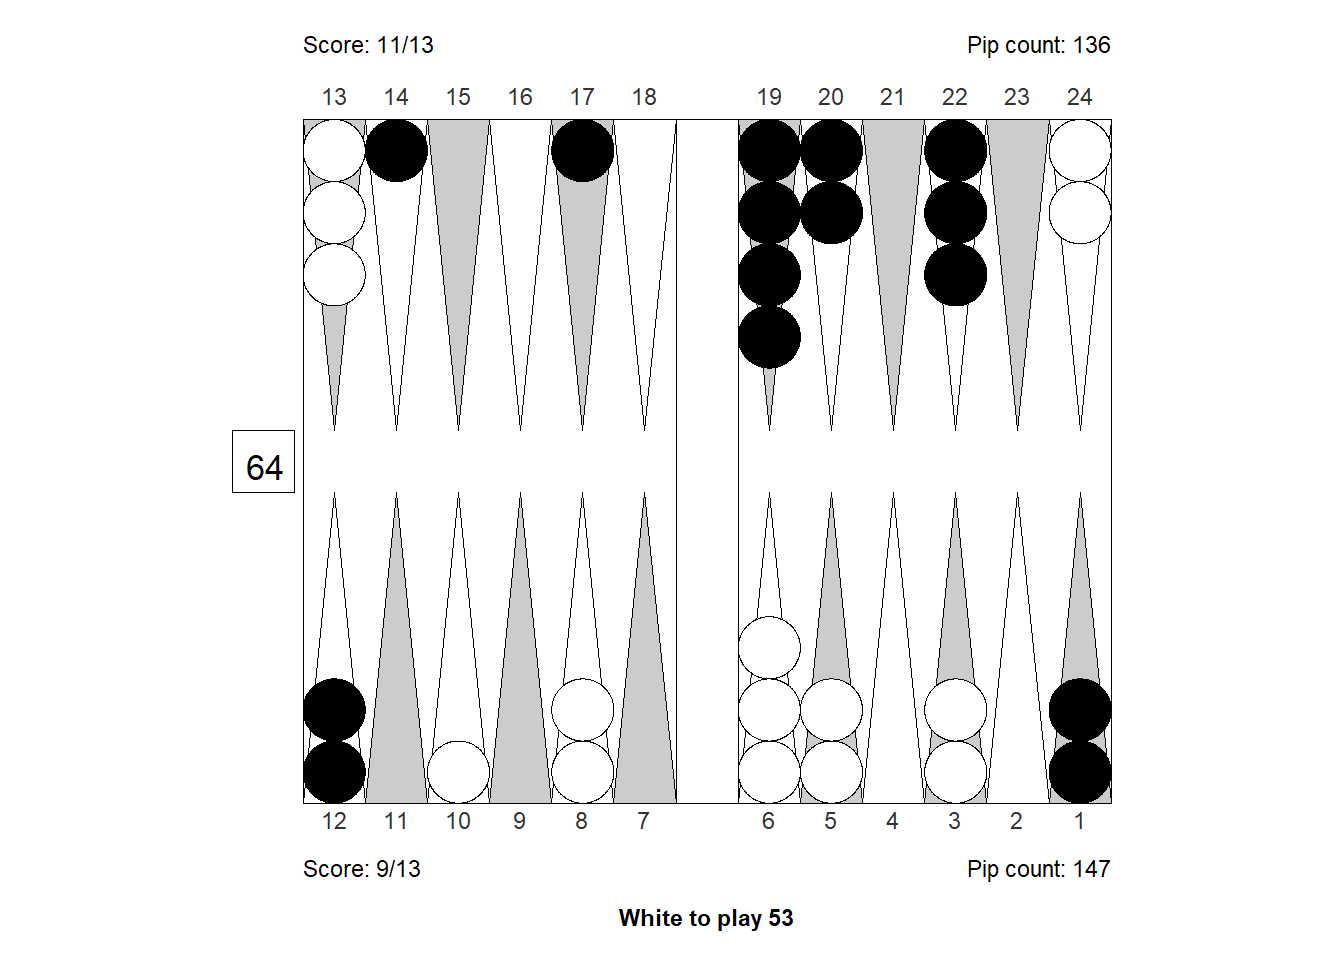 Score: 11/13 Pip count: 136
13 14 15 16 17 18 19 20 21 22 23 24
64
12 11 10 9 8 7 6 5 4 3 2 1
Score: 9/13 Pip count: 147
White to play 53